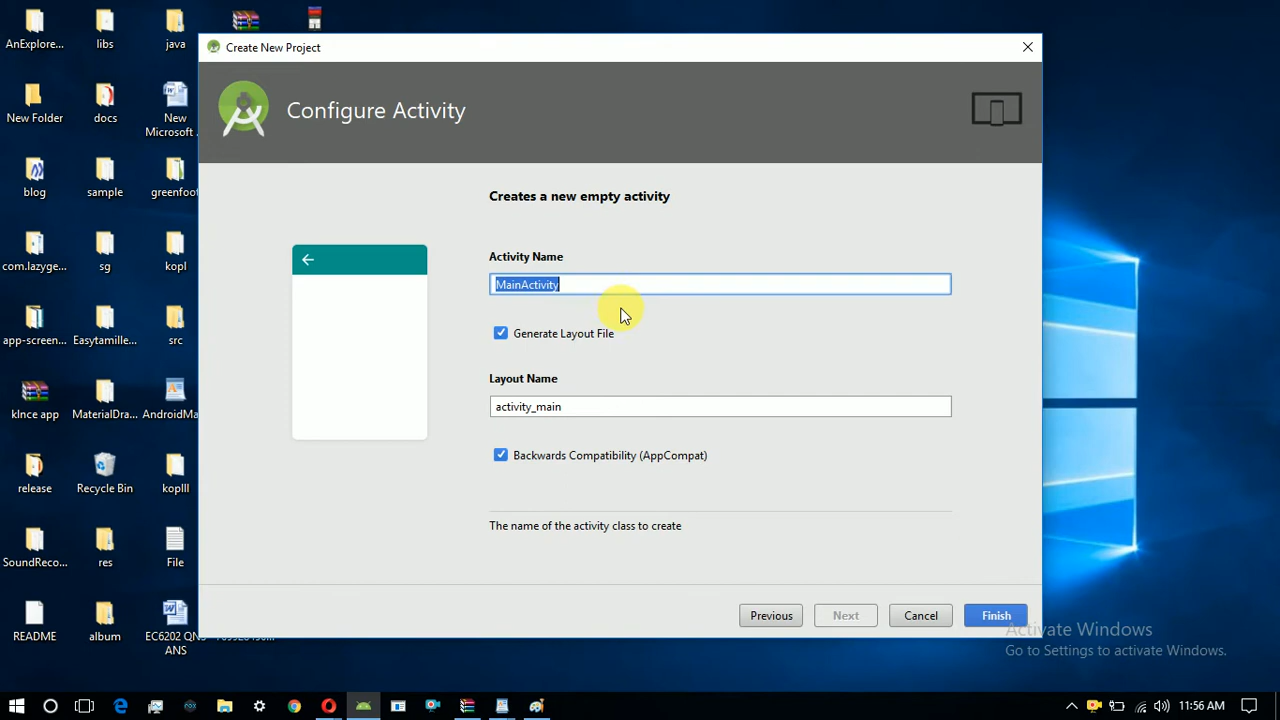 AnExplore...
libs
java
Create New Project
Configure Activity
New Folder
docs
New
Microsoft .
blog
sample
greenfoot
com.lazyge...
sg
kopl
app-screen...
Easytamille...
src
klnce app
MaterialDra...
AndroidMa
release
Recycle Bin
koplll
SoundReco...
res
File
README
album
EC6202 QNS
ANS
Creates a new empty activity
Activity Name
MainActivity
Generate Layout File
Layout Name
activity_main
Backwards Compatibility (AppCompat)
The name of the activity class to create
Previous
Next
Cancel
Finish
Activate Windows
Go to Settings to activate Windows.
11:56 AM